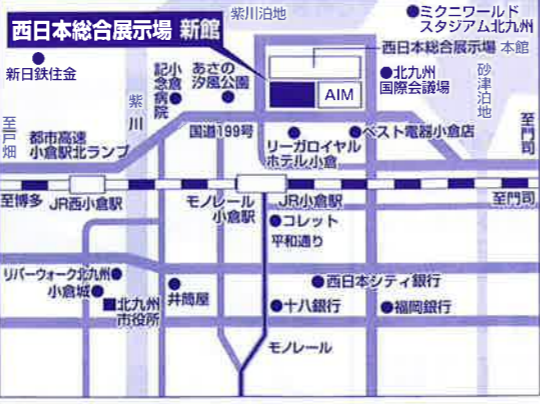 紫川泊地
ミクニワールド
スタジアム北九州
西日本総合展示場 新館
西日本総合展示場 本館
新日鉄住金
記念病院
小倉
あさの
汐風公園
北九州
国際会議場
砂津泊地
AIM
紫川
至戸畑
都市高速
小倉駅北ランプ
国道199号
リーガロイヤル
ホテル小倉
ベスト電器小倉店
至門司
至博多
JR西小倉駅
モノレール
小倉駅
JR小倉駅
至門司
コレット
平和通り
リバーウォーク北九州
小倉城
北九州
市役所
井筒屋
西日本シティ銀行
十八銀行
福岡銀行
モノレール